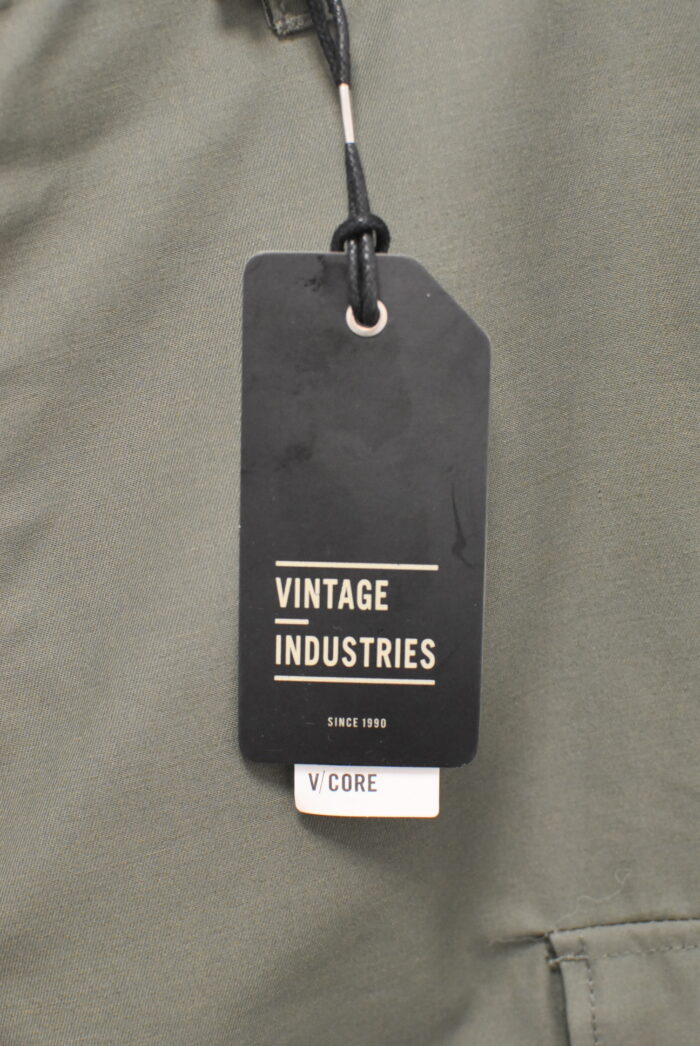 VINTAGE
INDUSTRIES
SINCE 1990
V/CORE